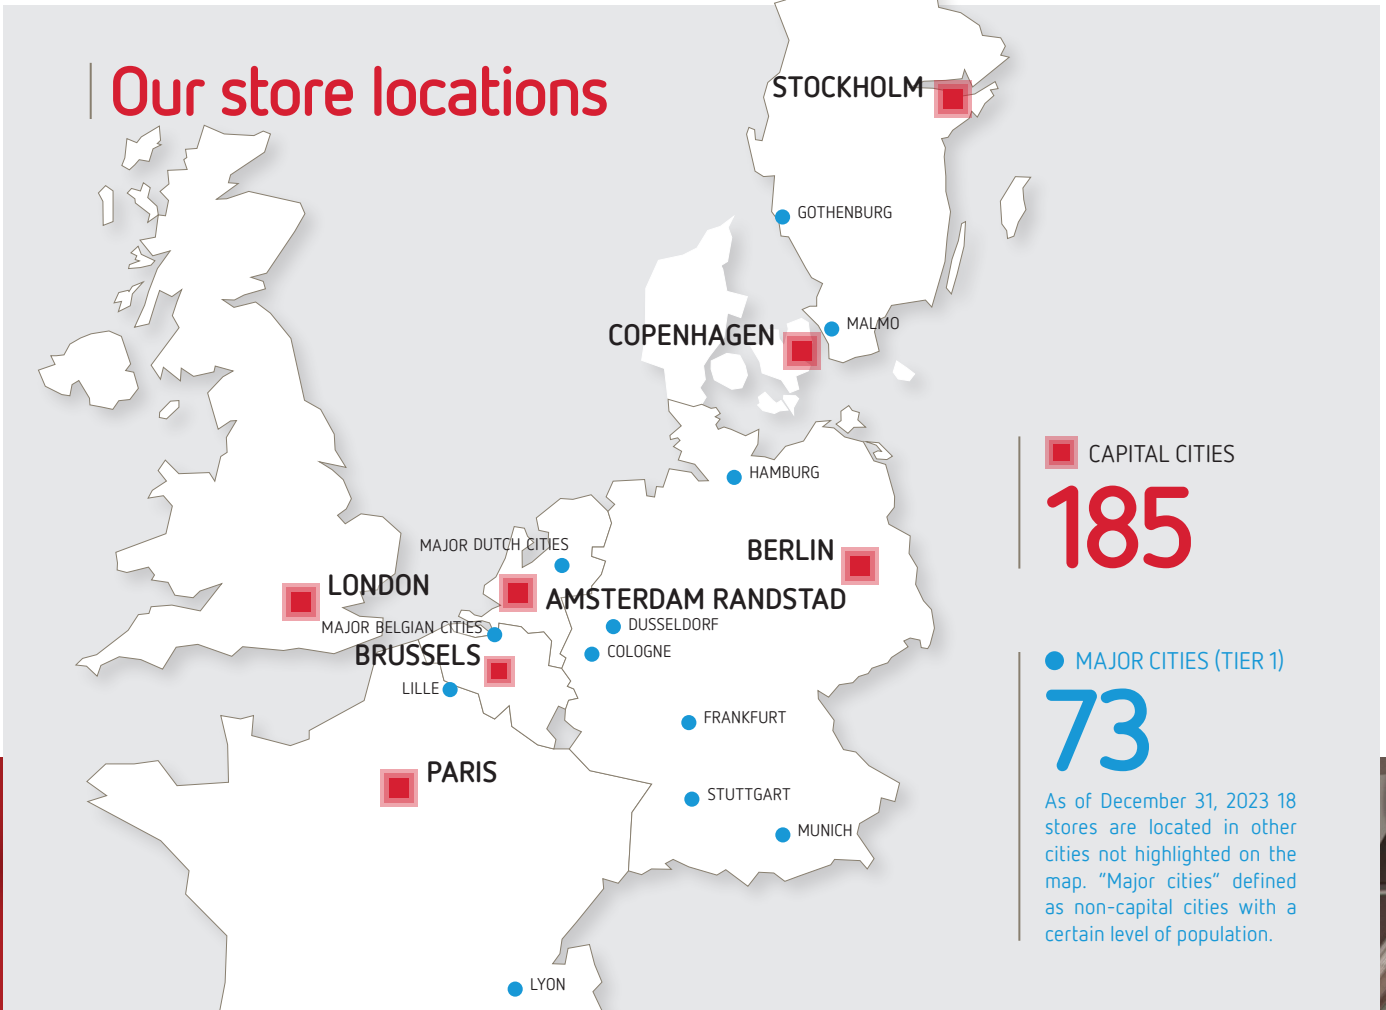 Our store locations
STOCKHOLM
GOTHENBURG
MALMO
COPENHAGEN
HAMBURG
MAJOR DUTCH CITIES
BERLIN
LONDON
AMSTERDAM RANDSTAD
MAJOR BELGIAN CITIES
DUSSELDORF
BRUSSELS
COLOGNE
LILLE
FRANKFURT
PARIS
STUTTGART
MUNICH
LYON
CAPITAL CITIES
185
MAJOR CITIES (TIER 1)
73
As of December 31, 2023 18
stores are located in other
cities not highlighted on the
map. “Major cities” defined
as non-capital cities with a
certain level of population.